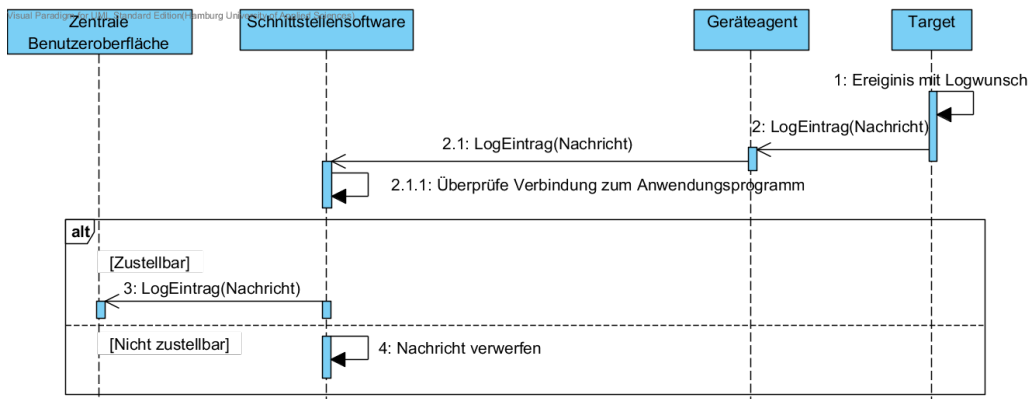 Visual Paradigm for UML Standard Edition(Hamburg University of Applied Sciences)
Zentrale
Benutzeroberfläche
Schnittstellensoftware
Geräteagent
Target
1: Ereiginis mit Logwunsch
2: LogEintrag(Nachricht)
2.1: LogEintrag(Nachricht)
2.1.1: Überprüfe Verbindung zum Anwendungsprogramm
alt
[Zustellbar]
3: LogEintrag(Nachricht)
[Nicht zustellbar]
4: Nachricht verwerfen